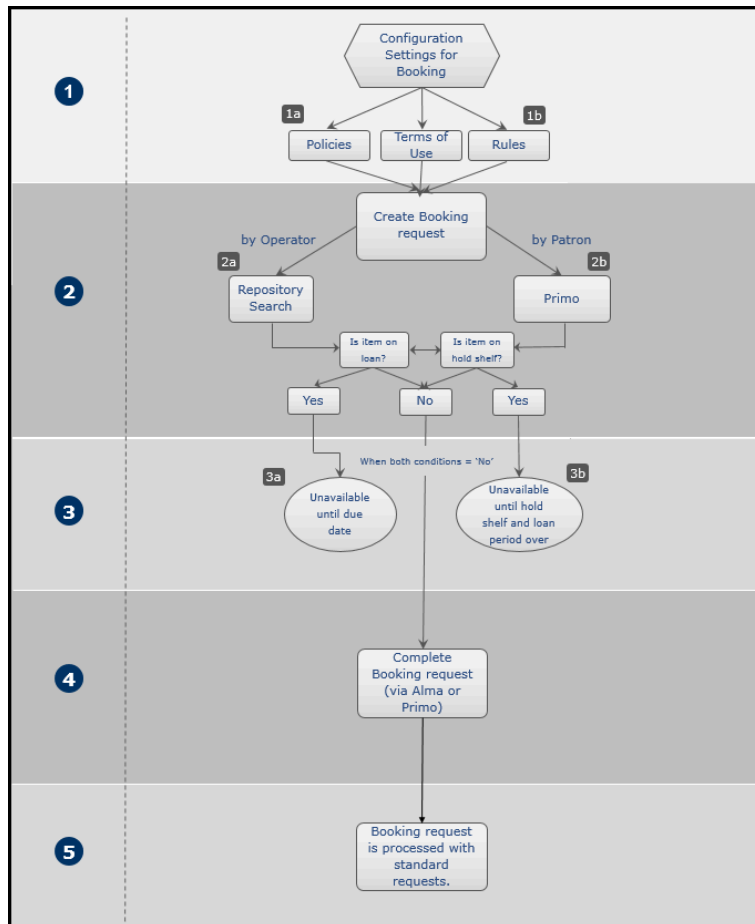 Configuration
Settings for
Booking
1
1a
1b
Policies
Terms of
Use
Rules
Create Booking
request
by Operator
by Patron
2a
2b
2
Repository
Search
Primo
Is item on
loan?
Is item on
hold shelf?
Yes
No
Yes
When both conditions = ‘No’
3a
3b
3
Unavailable
until due
date
Unavailable
until hold
shelf and loan
period over
4
Complete
Booking request
(via Alma or
Primo)
5
Booking request
is processed with
standard
requests.